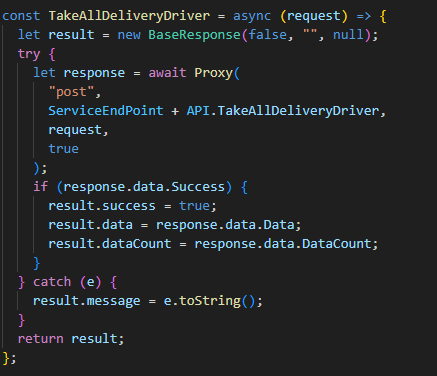 const TakeAllDeliveryDriver = async (request) => {
  let result = new BaseResponse(false, "", null);
  try {
    let response = await Proxy(
      "post",
      ServiceEndPoint + API.TakeAllDeliveryDriver,
      request,
      true
    );
    if (response.data.Success) {
      result.success = true;
      result.data = response.data.Data;
      result.dataCount = response.data.DataCount;
    }
  } catch (e) {
    result.message = e.toString();
  }
  return result;
};